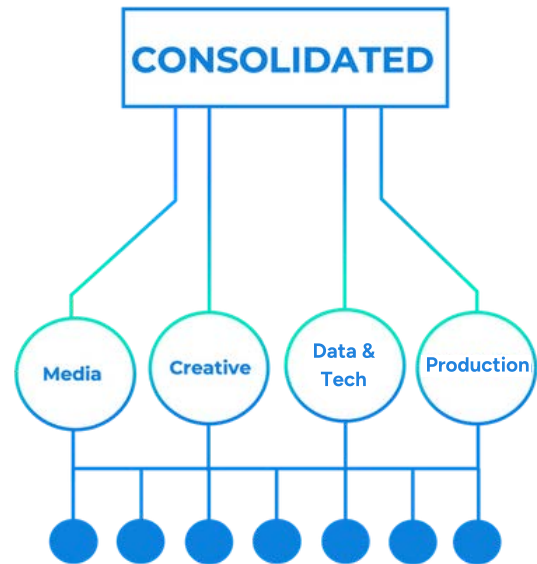 CONSOLIDATED
Media
Creative
Data &
Tech
Production